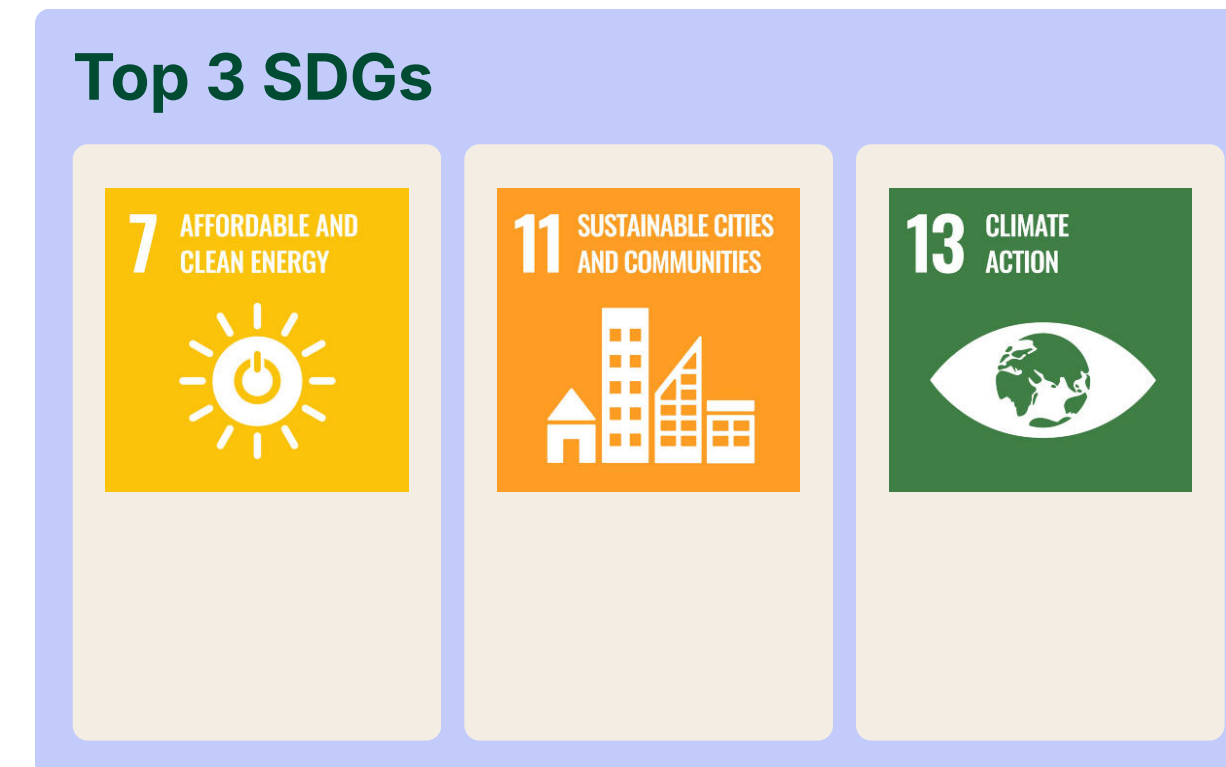 Top 3 SDGs
7 AFFORDABLE AND
CLEAN ENERGY
11 SUSTAINABLE CITIES
AND COMMUNITIES
13 CLIMATE
ACTION